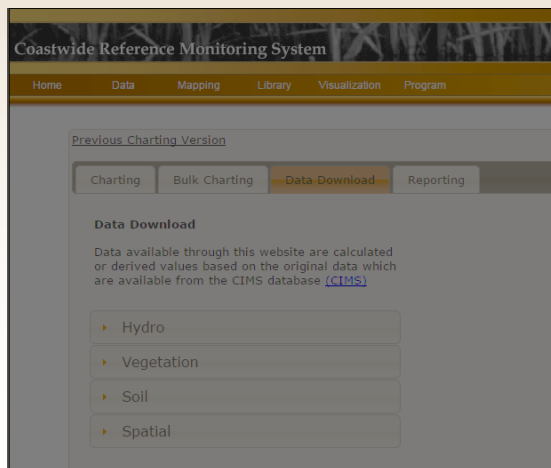 Coastwide Reference Monitoring System
Home Data Mapping Library Visualization Program
Previous Charting Version
Charting Bulk Charting Data Download Reporting
Data Download
Data available through this website are calculated
or derived values based on the original data which
are available from the CIMS database (CIMS)
Hydro
Vegetation
Soil
Spatial